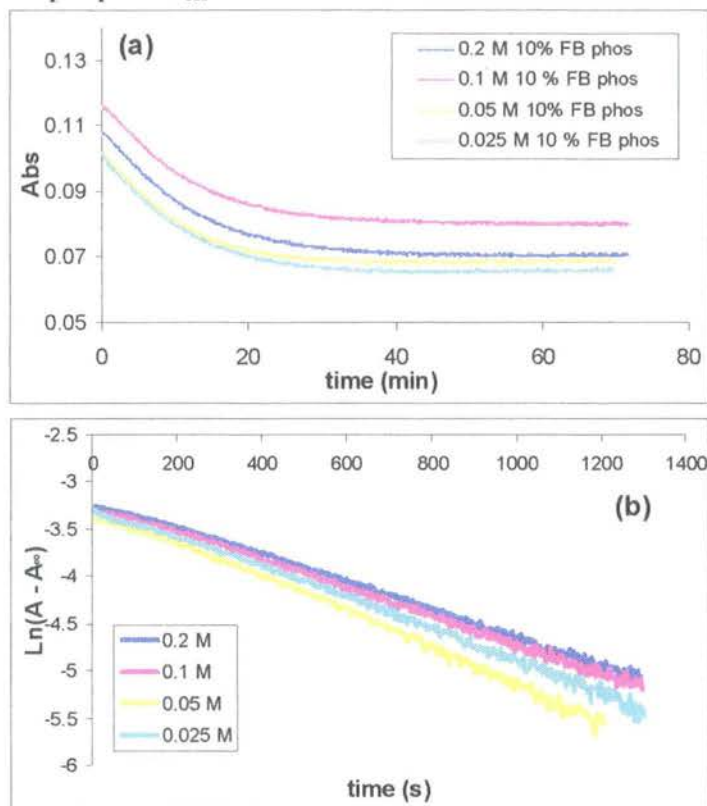 (a)
0.2 M 10% FB phos
0.1 M 10 % FB phos
0.05 M 10% FB phos
0.025 M 10 % FB phos
0.13
0.11
0.09
0.07
0.05
Abs
0 20 40 60 80
time (min)
-2.5
0 200 400 600 800 1000 1200 1400
(b)
-3
-3.5
-4
-4.5
-5
-5.5
-6
Ln(A - A∞)
0.2 M
0.1 M
0.05 M
0.025 M
time (s)